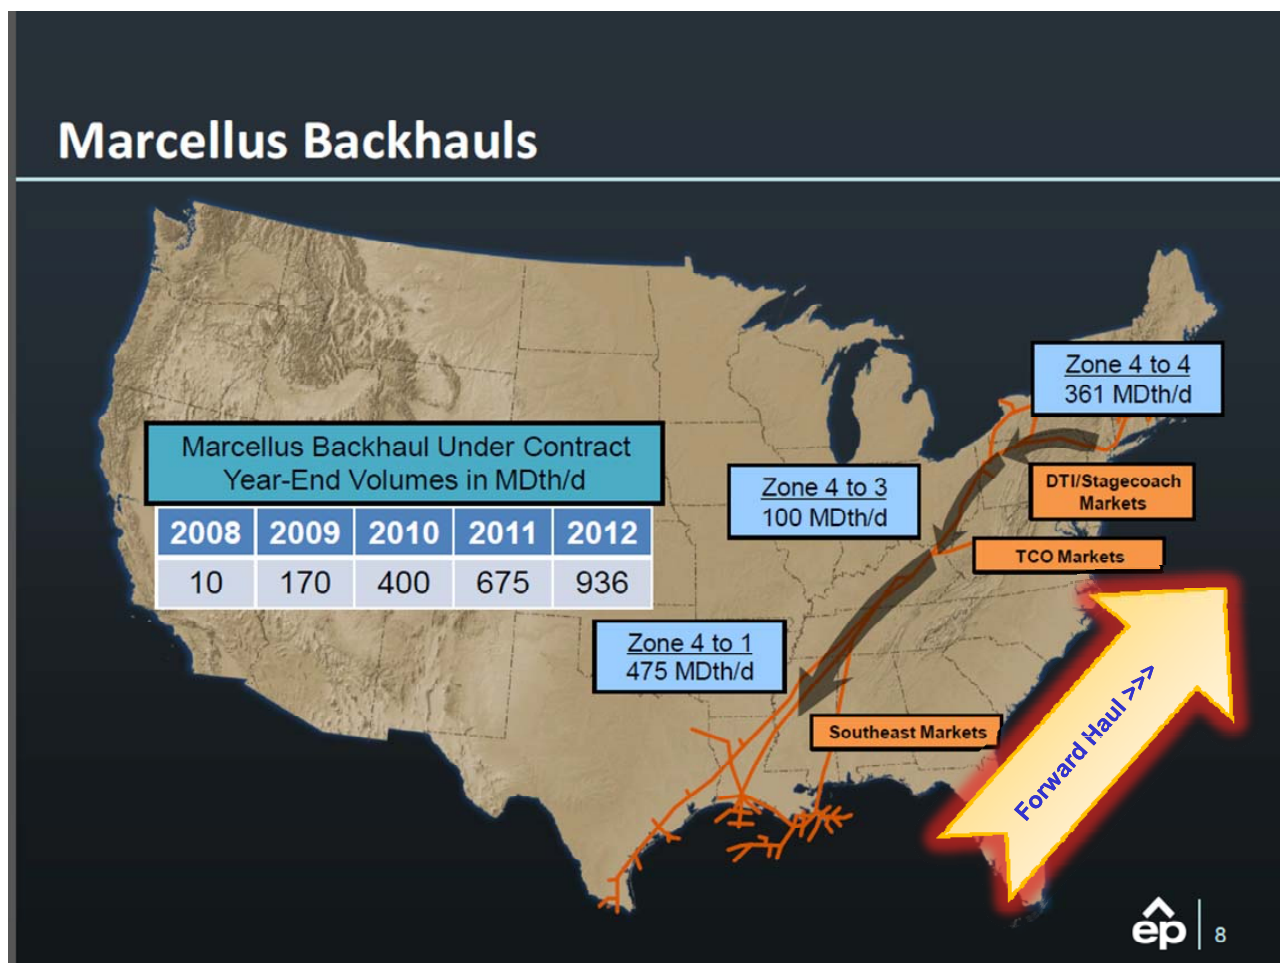 Marcellus Backhauls
Zone 4 to 4
361 MDth/d
Marcellus Backhaul Under Contract
Year-End Volumes in MDth/d
2008 2009 2010 2011 2012
10 170 400 675 936
Zone 4 to 3
100 MDth/d
DTI/Stagecoach
Markets
TCO Markets
Zone 4 to 1
475 MDth/d
Southeast Markets
Forward Haul >>>
ep
8